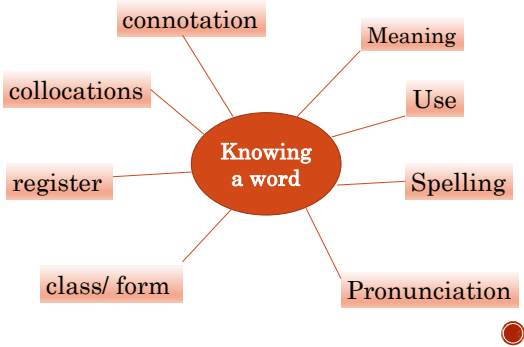 connotation
Meaning
collocations
Use
Knowing
a word
register
Spelling
class/ form
Pronunciation